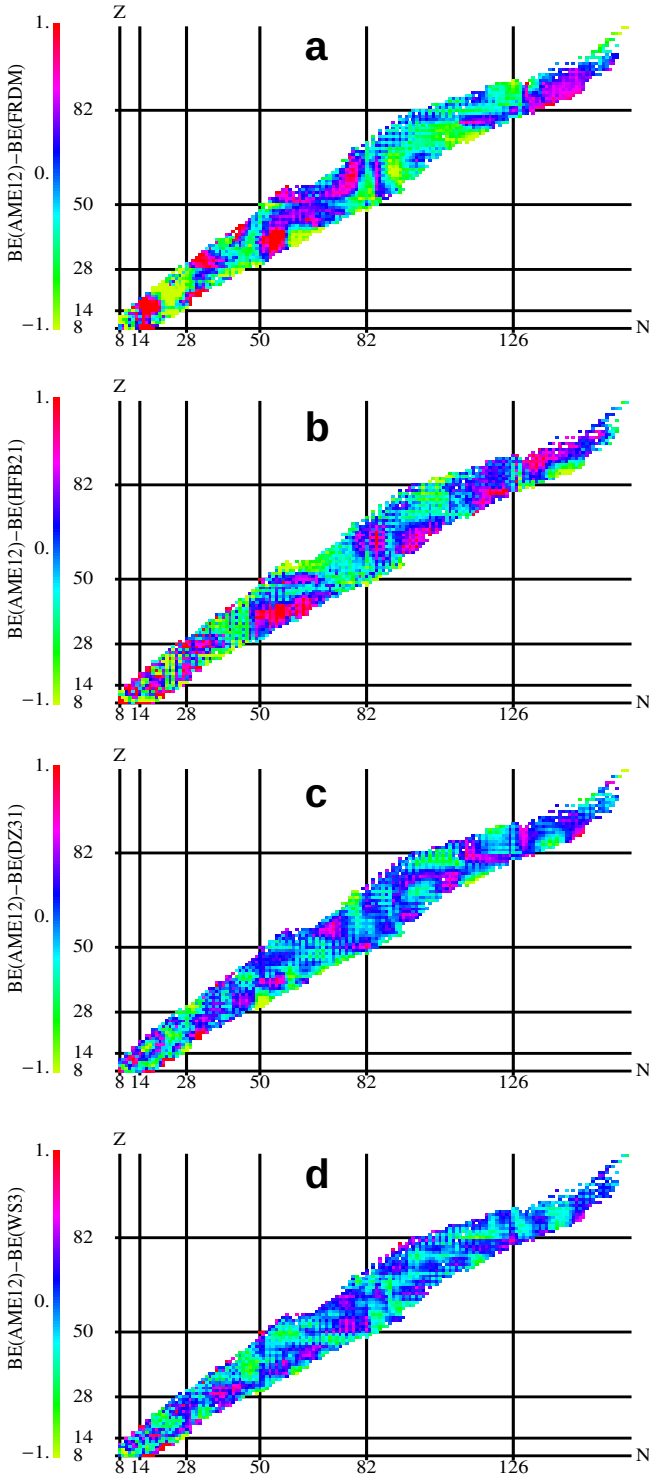 Z
a
1.
82
BE(AME12)−BE(FRDM)
0.
50
28
14
−1. 8
8 14 28 50 82 126 N
Z
b
1.
82
BE(AME12)−BE(HFB21)
0.
50
28
14
−1. 8
8 14 28 50 82 126 N
Z
c
1.
82
BE(AME12)−BE(DZ31)
0.
50
28
14
−1. 8
8 14 28 50 82 126 N
Z
d
1.
82
BE(AME12)−BE(WS3)
0.
50
28
14
−1. 8
8 14 28 50 82 126 N